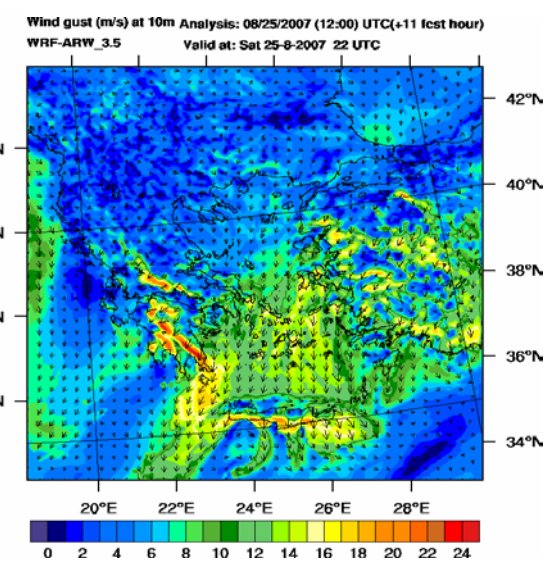 Wind gust (m/s) at 10m Analysis: 08/25/2007 (12:00) UTC(+11 fcst hour)
WRF-ARW_3.5 Valid at: Sat 25-8-2007 22 UTC
42°N
40°N
38°N
36°N
34°N
20°E 22°E 24°E 26°E 28°E
0 2 4 6 8 10 12 14 16 18 20 22 24